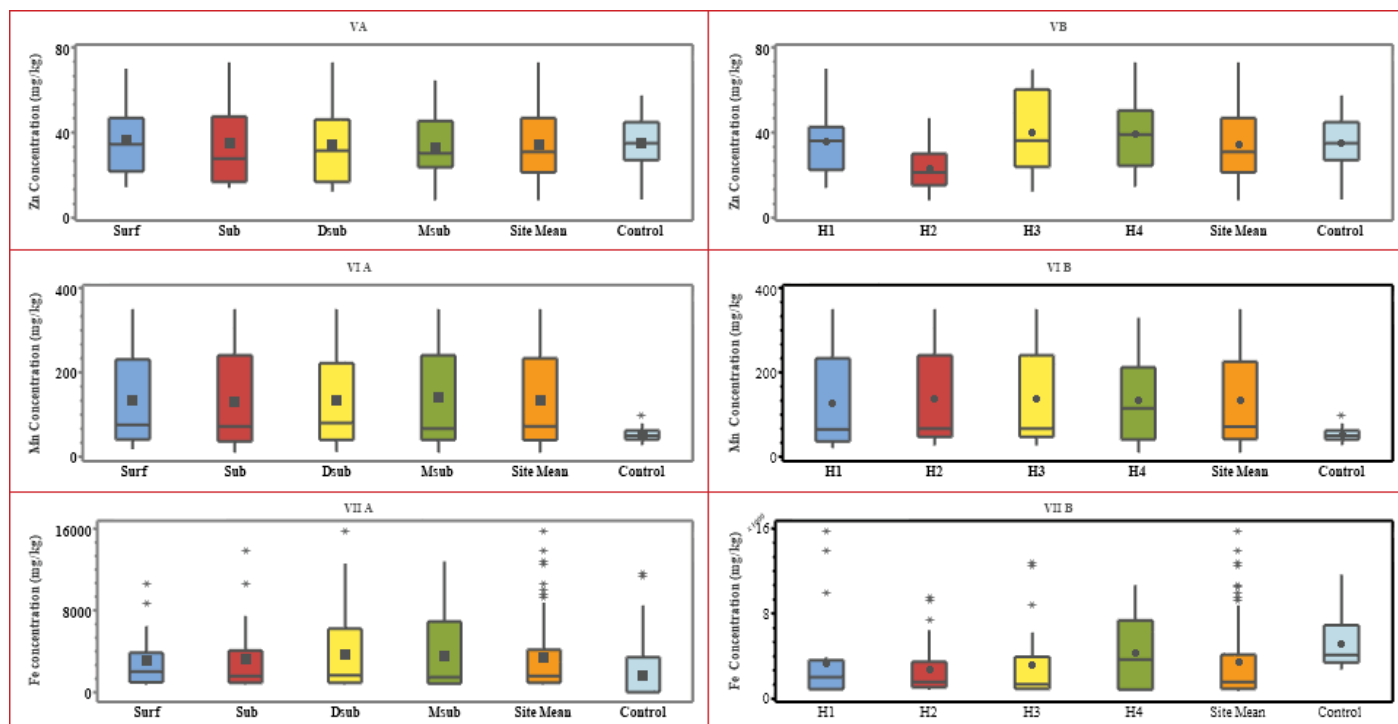 VA
Zn Concentration (mg/kg)
80
40
0
Surf Sub Dsub Msub Site Mean Control
VB
Zn Concentration (mg/kg)
80
40
0
H1 H2 H3 H4 Site Mean Control
VI A
Mn Concentration (mg/kg)
400
200
0
Surf Sub Dsub Msub Site Mean Control
VI B
Mn Concentration (mg/kg
400
200
0
H1 H2 H3 H4 Site Mean Control
VII A
Fe concentration (mg/kg)
16000
8000
0
Surf Sub Dsub Msub Site Mean Control
VII B
Fe Concentration (mg/kg)
16
8
0
H1 H2 H3 H4 Site Mean Control